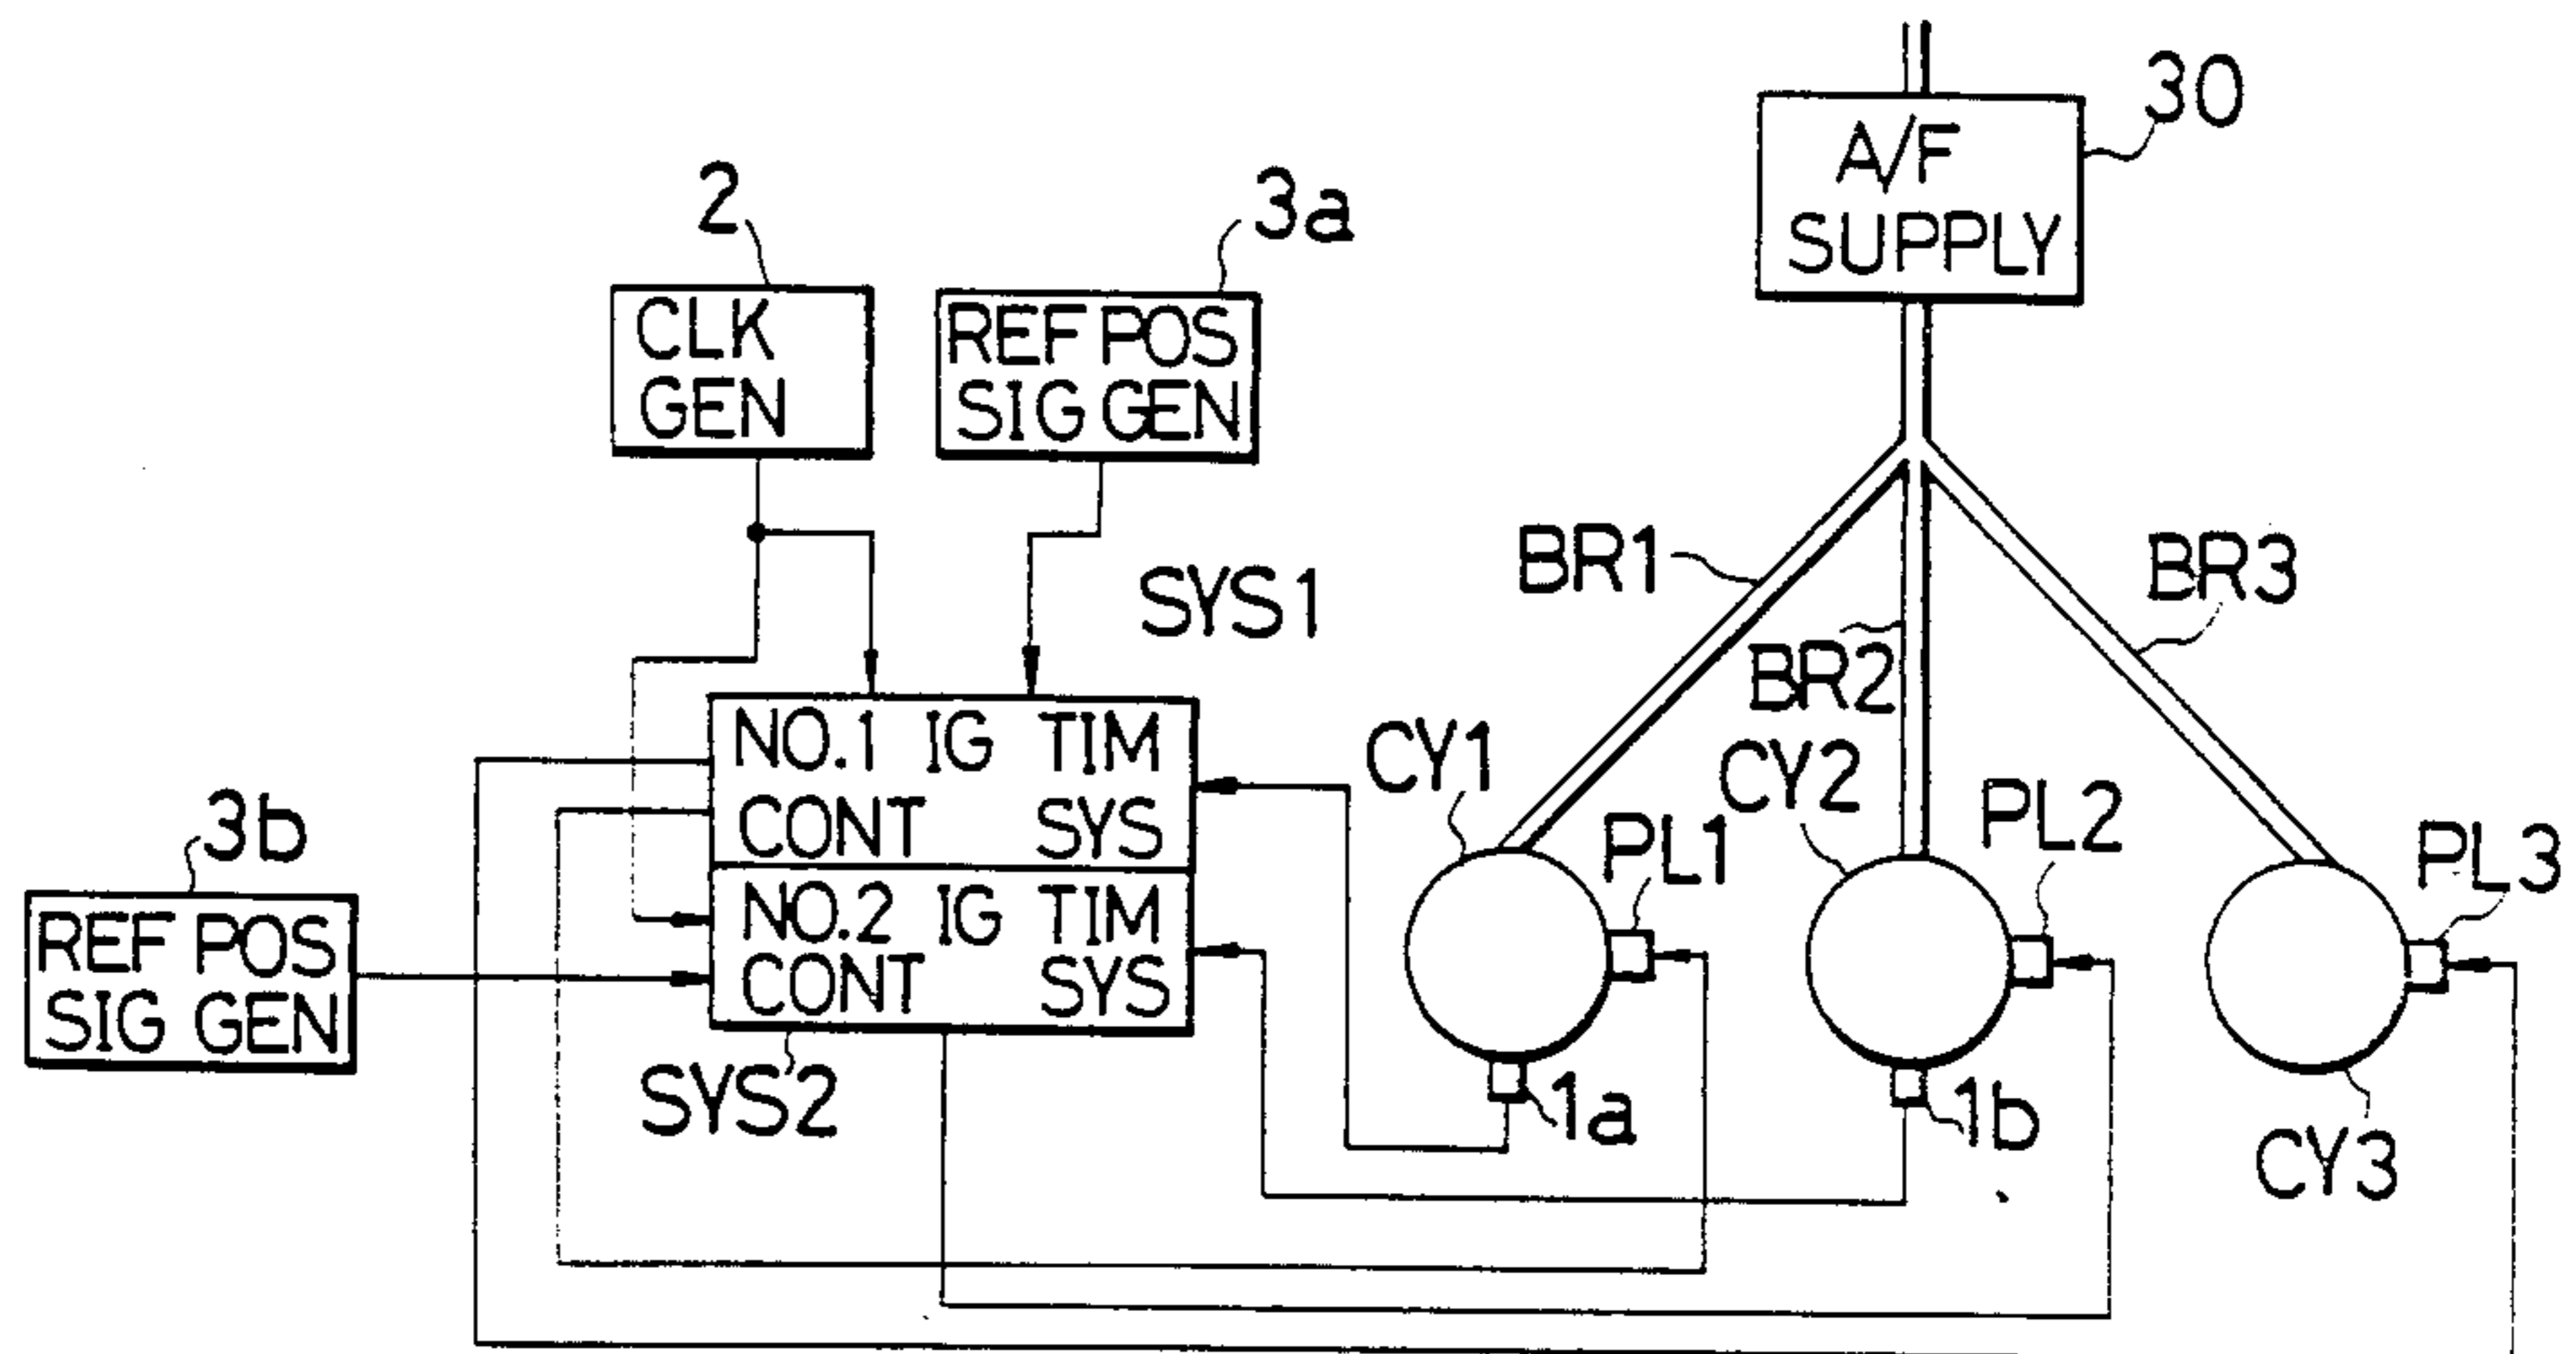 30
A/F
SUPPLY
2
3a
CLK
GEN
REF POS
SIG GEN
SYS1
BR1
BR2
BR3
NO.1 IG TIM
CONT SYS
NO.2 IG TIM
CONT SYS
SYS2
3b
REF POS
SIG GEN
CY1
CY2
PL1
PL2
PL3
1a
1b
CY3